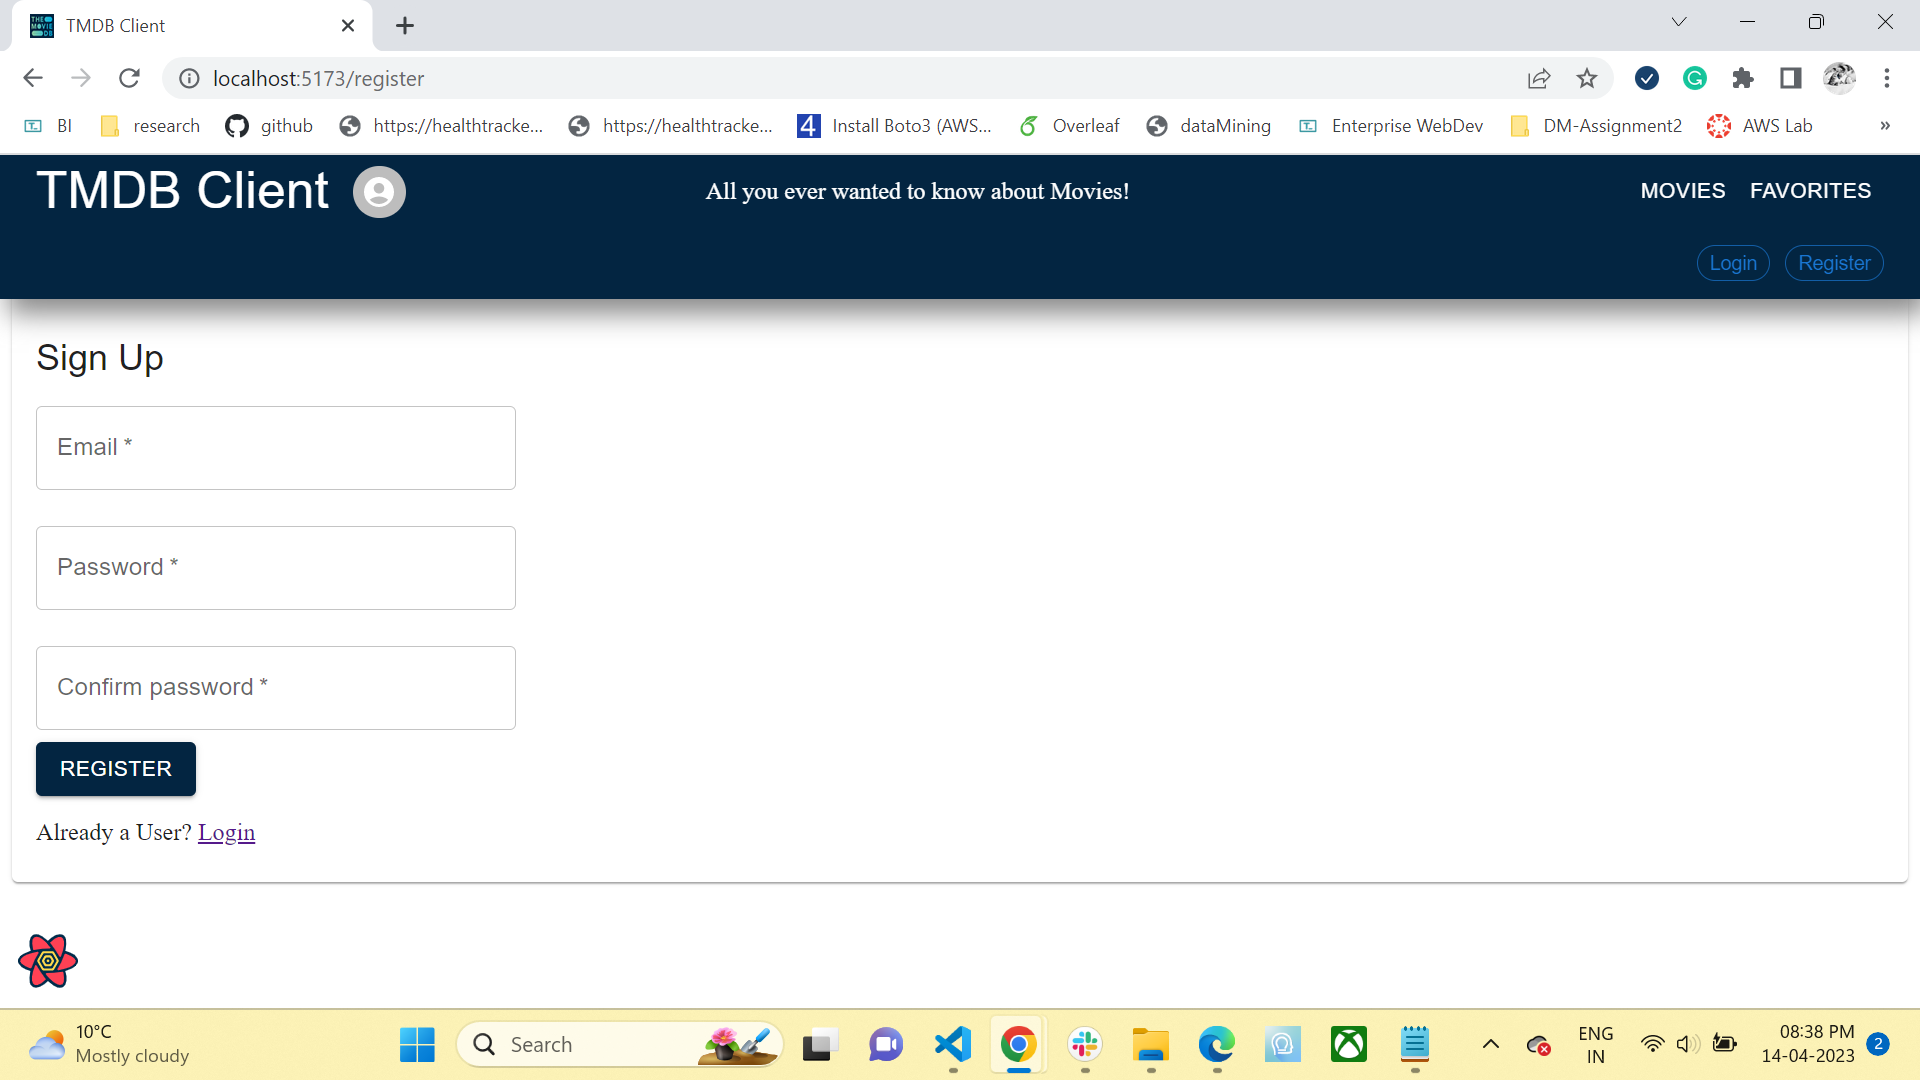 TMDB Client
localhost:5173/register
BI
research
github
https://healthtracke...
https://healthtracke...
4
Install Boto3 (AWS...
Overleaf
dataMining
Enterprise WebDev
DM-Assignment2
AWS Lab
»
TMDB Client
All you ever wanted to know about Movies!
MOVIES
FAVORITES
Login
Register
Sign Up
Email *
Password *
Confirm password *
REGISTER
Already a User? Login
10°C
Mostly cloudy
Search
ENG
IN
08:38 PM
14-04-2023
2